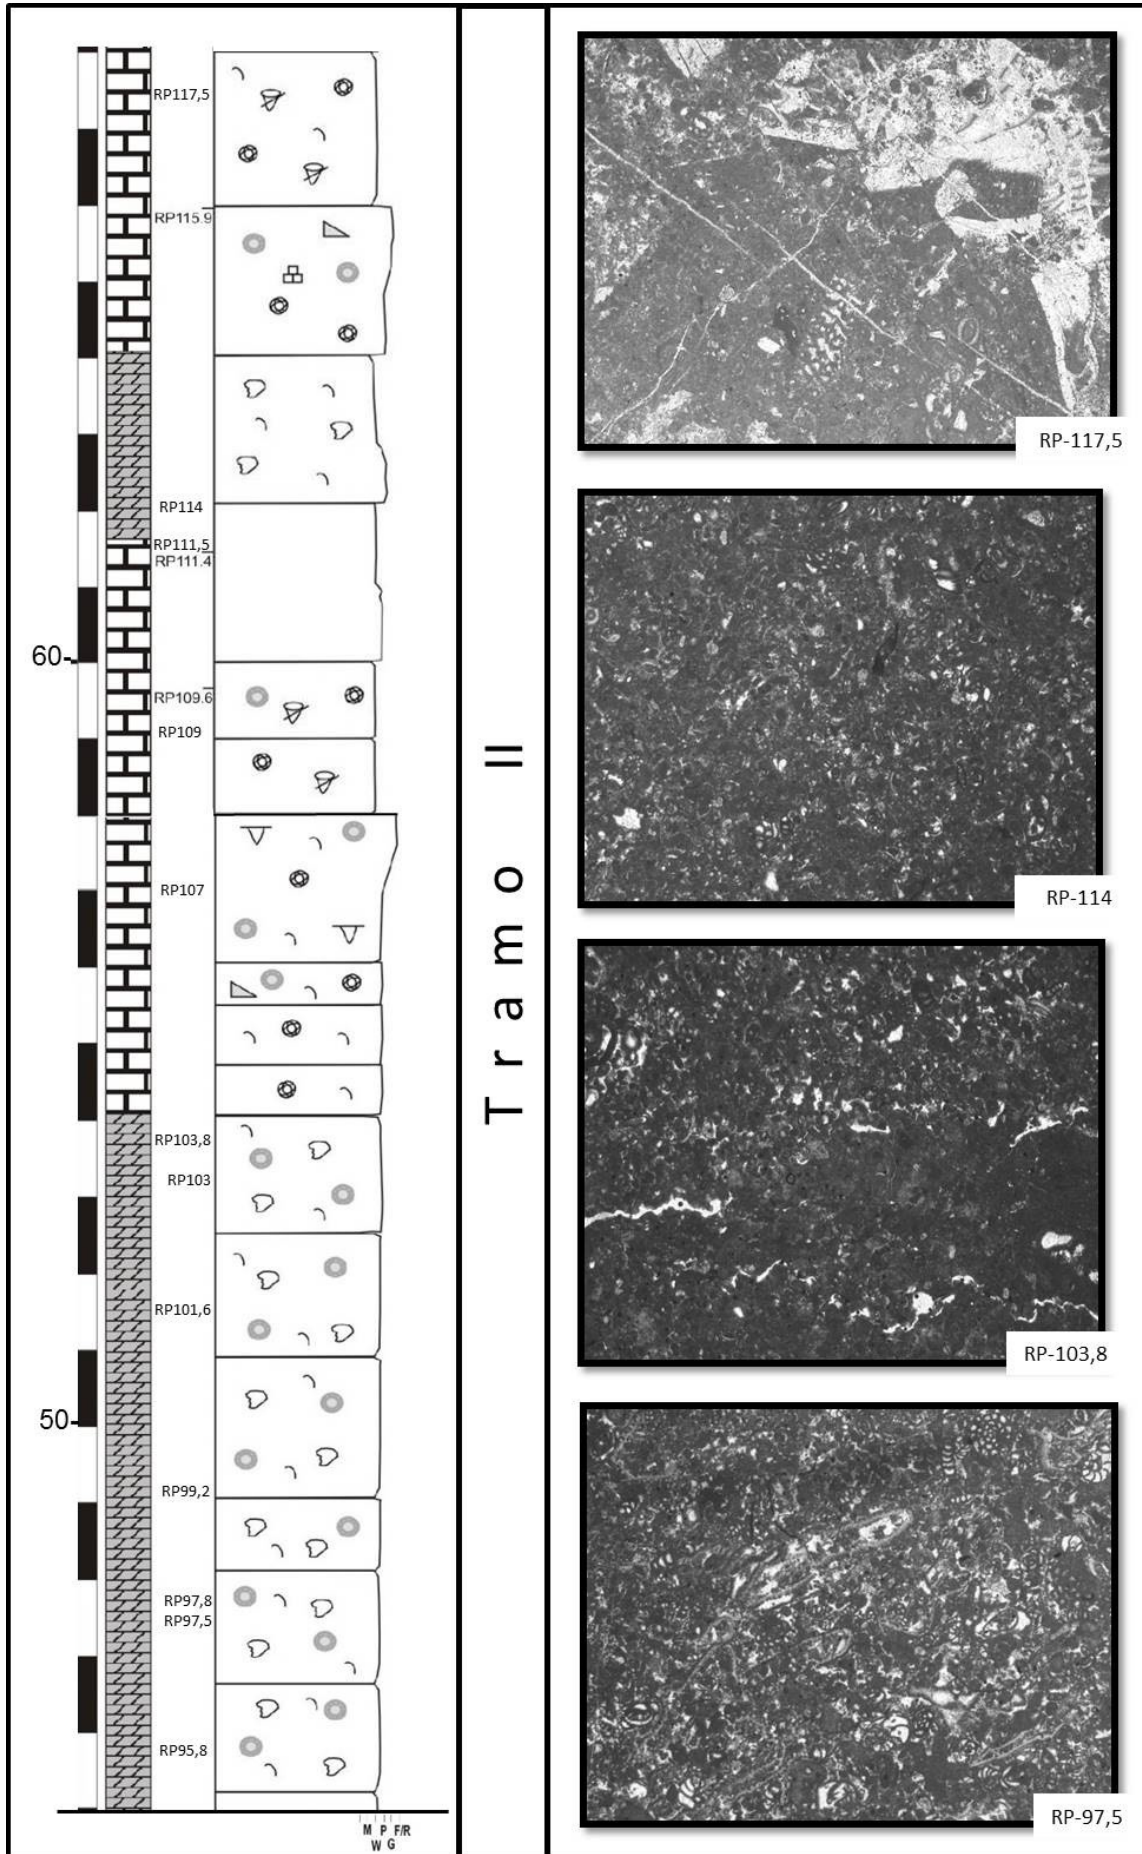 RP117,5
RP115.9
RP114
RP111,5
RP111.4
60
RP109.6
RP109
RP107
RP103,8
RP103
RP101,6
50
RP99,2
RP97,8
RP97,5
RP95,8
M P F/R
W G
Tramo II
RP-117,5
RP-114
RP-103,8
RP-97,5